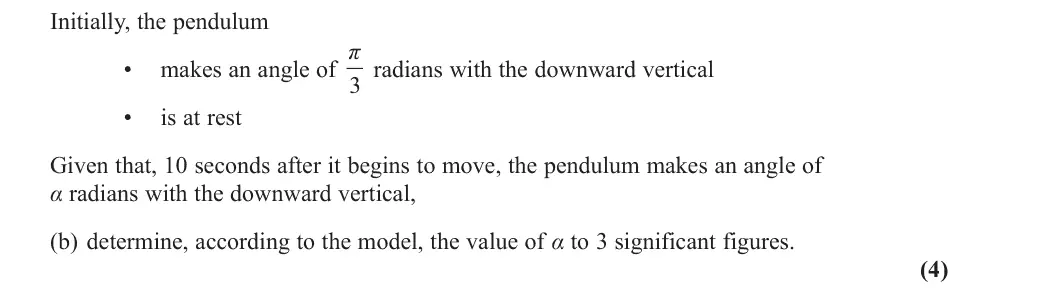 Initially, the pendulum
• makes an angle of π/3 radians with the downward vertical
• is at rest
Given that, 10 seconds after it begins to move, the pendulum makes an angle of
α radians with the downward vertical,
(b) determine, according to the model, the value of α to 3 significant figures.
(4)